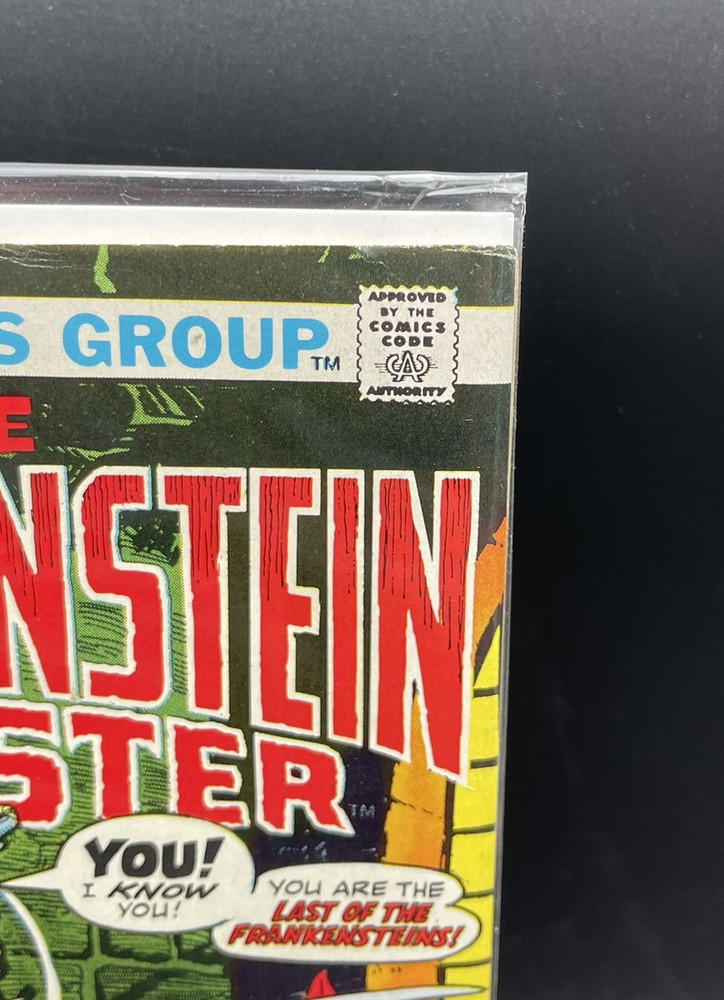 APPROVED
BY THE
COMICS
CODE
CA
AUTHORITY
S GROUP TM
E
NSTEIN
STER TM
YOU!
I KNOW
YOU!
YOU ARE THE
LAST OF THE
FRANKENSTEINS!